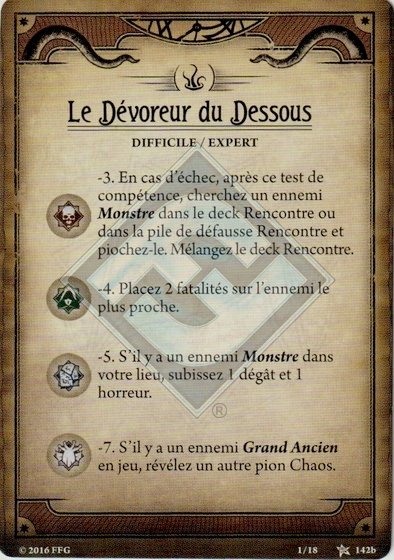 Le Dévoreur du Dessous
DIFFICILE / EXPERT
-3. En cas d'échec, après ce test de
compétence, cherchez un ennemi
Monstre dans le deck Rencontre ou
dans la pile de défausse Rencontre et
piochez-le. Mélangez le deck Rencontre.
-4. Placez 2 fatalités sur l'ennemi le
plus proche.
-5. S'il y a un ennemi Monstre dans
votre lieu, subissez 1 dégât et 1
horreur.
®
-7. S'il y a un ennemi Grand Ancien
en jeu, révélez un autre pion Chaos.
© 2016 FFG
1/18
142b